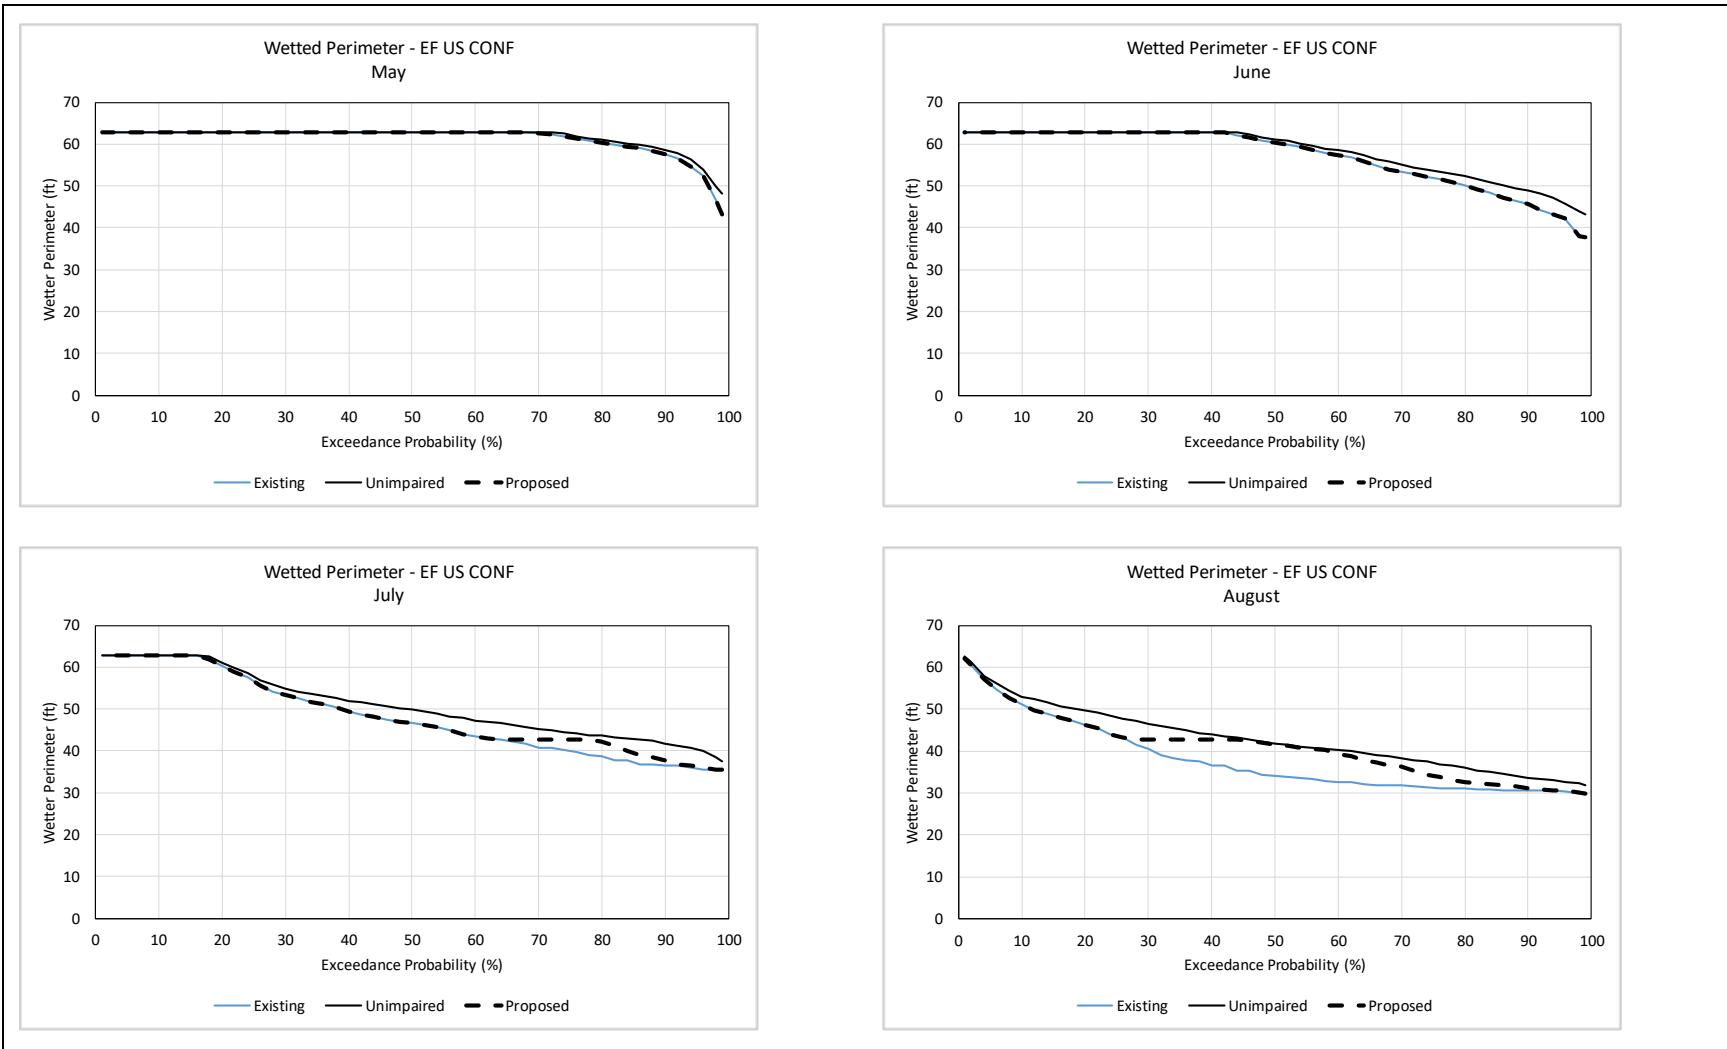 Wetted Perimeter - EF US CONF
May
Wetter Perimeter (ft)
70
60
50
40
30
20
10
0
0 10 20 30 40 50 60 70 80 90 100
Exceedance Probability (%)
Existing Unimpaired Proposed
Wetted Perimeter - EF US CONF
June
Wetter Perimeter (ft)
70
60
50
40
30
20
10
0
0 10 20 30 40 50 60 70 80 90 100
Exceedance Probability (%)
Existing Unimpaired Proposed
Wetted Perimeter - EF US CONF
July
Wetter Perimeter (ft)
70
60
50
40
30
20
10
0
0 10 20 30 40 50 60 70 80 90 100
Exceedance Probability (%)
Existing Unimpaired Proposed
Wetted Perimeter - EF US CONF
August
Wetter Perimeter (ft)
70
60
50
40
30
20
10
0
0 10 20 30 40 50 60 70 80 90 100
Exceedance Probability (%)
Existing Unimpaired Proposed